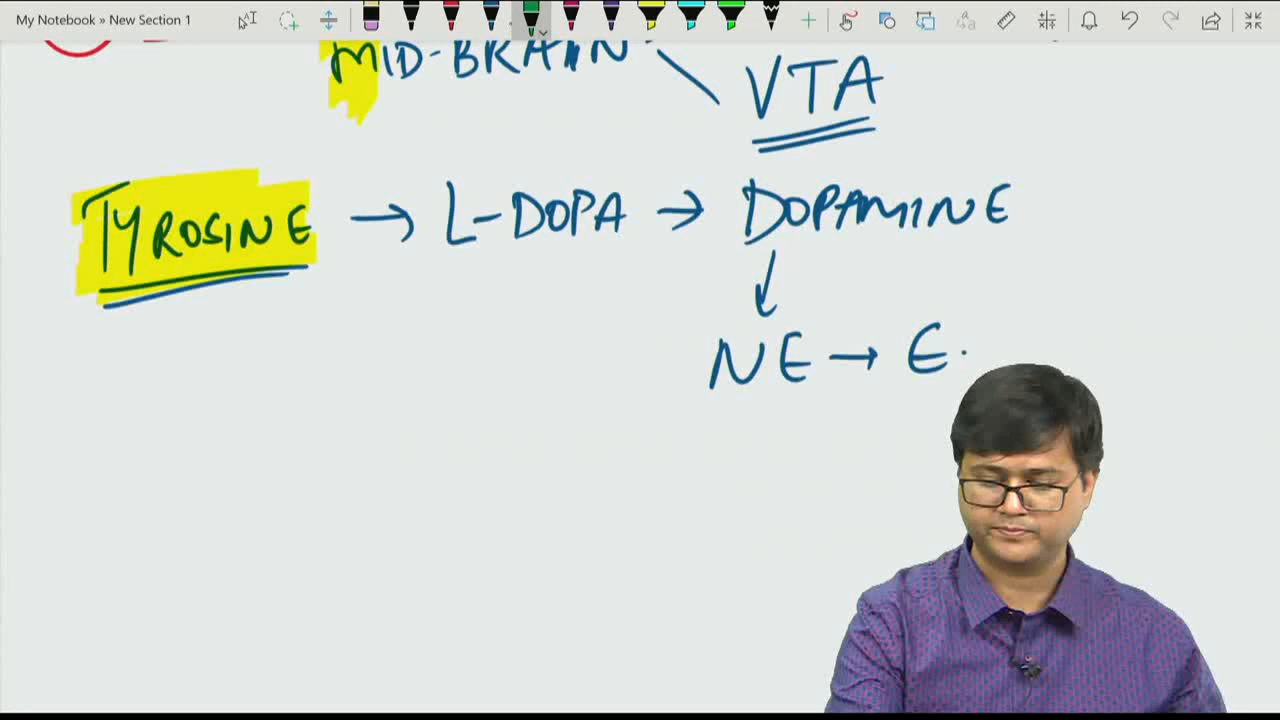 My Notebook » New Section 1
MID-BRAIN
VTA
TYROSINE → L-DOPA → DOPAMINE
↓
NE → E.